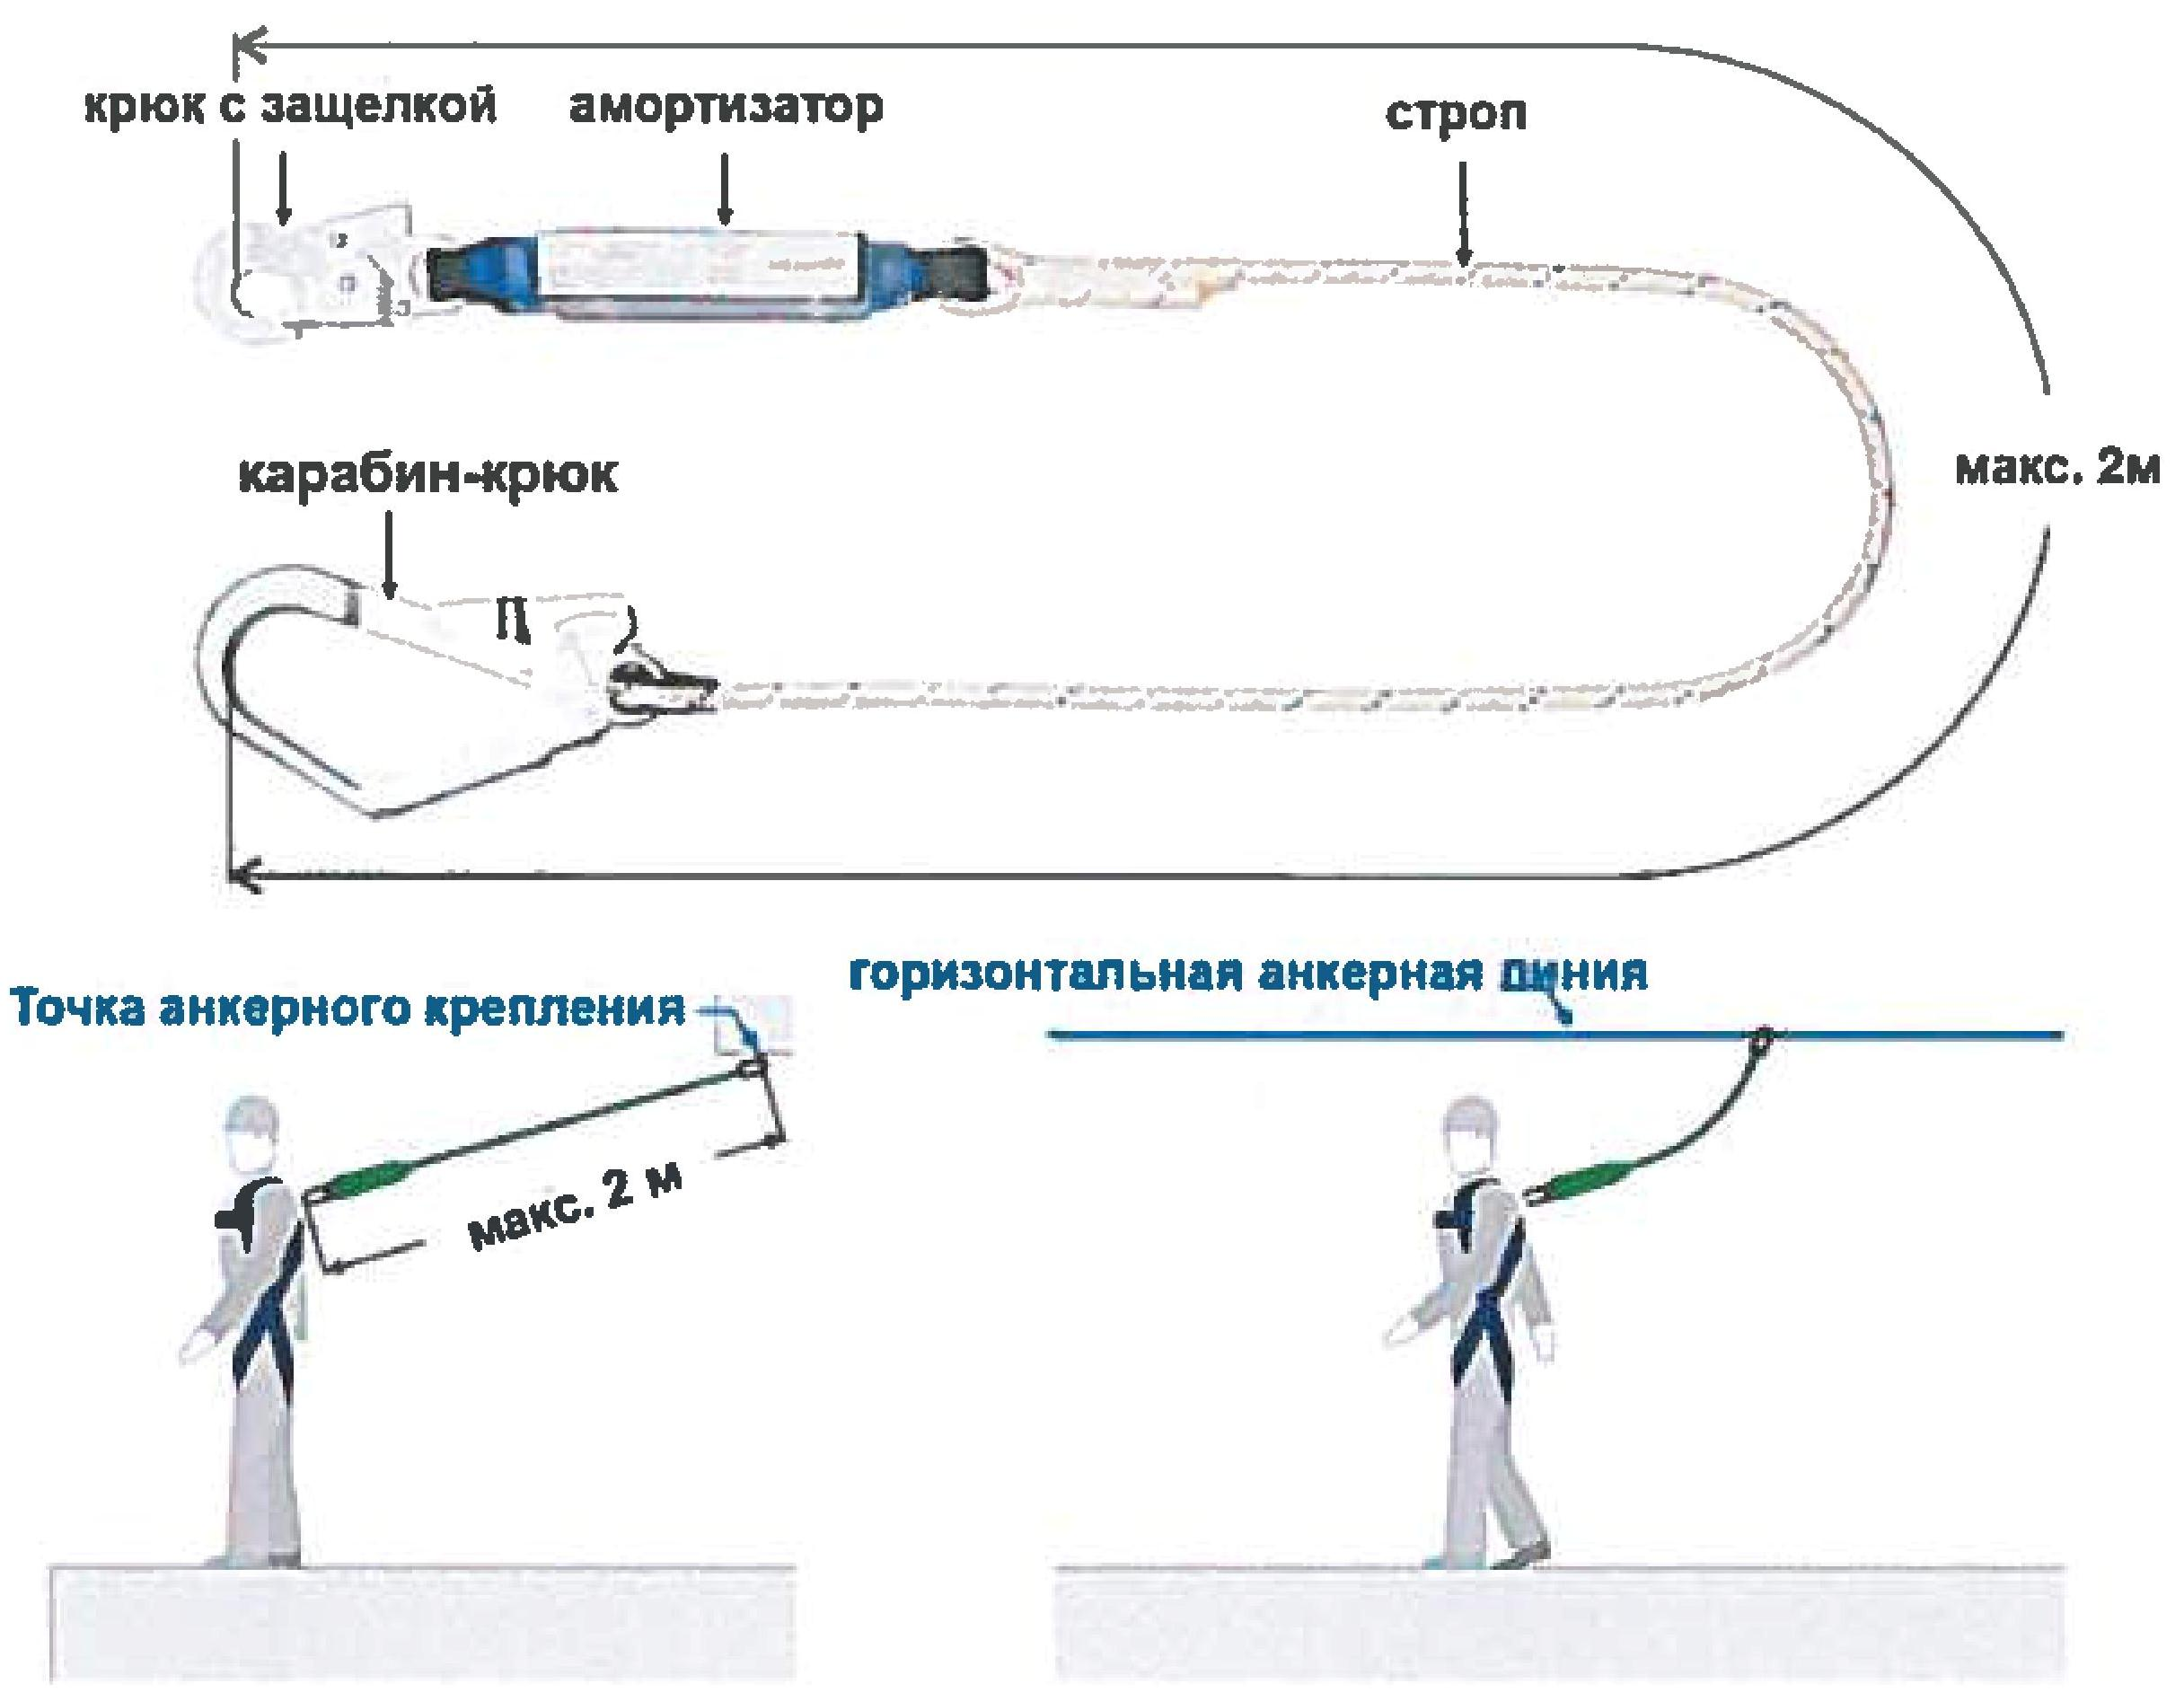 крюк с защелкой
амортизатор
строп
карабин-крюк
макс. 2м
горизонтальная анкерная линия
Точка анкерного крепления
макс. 2 м